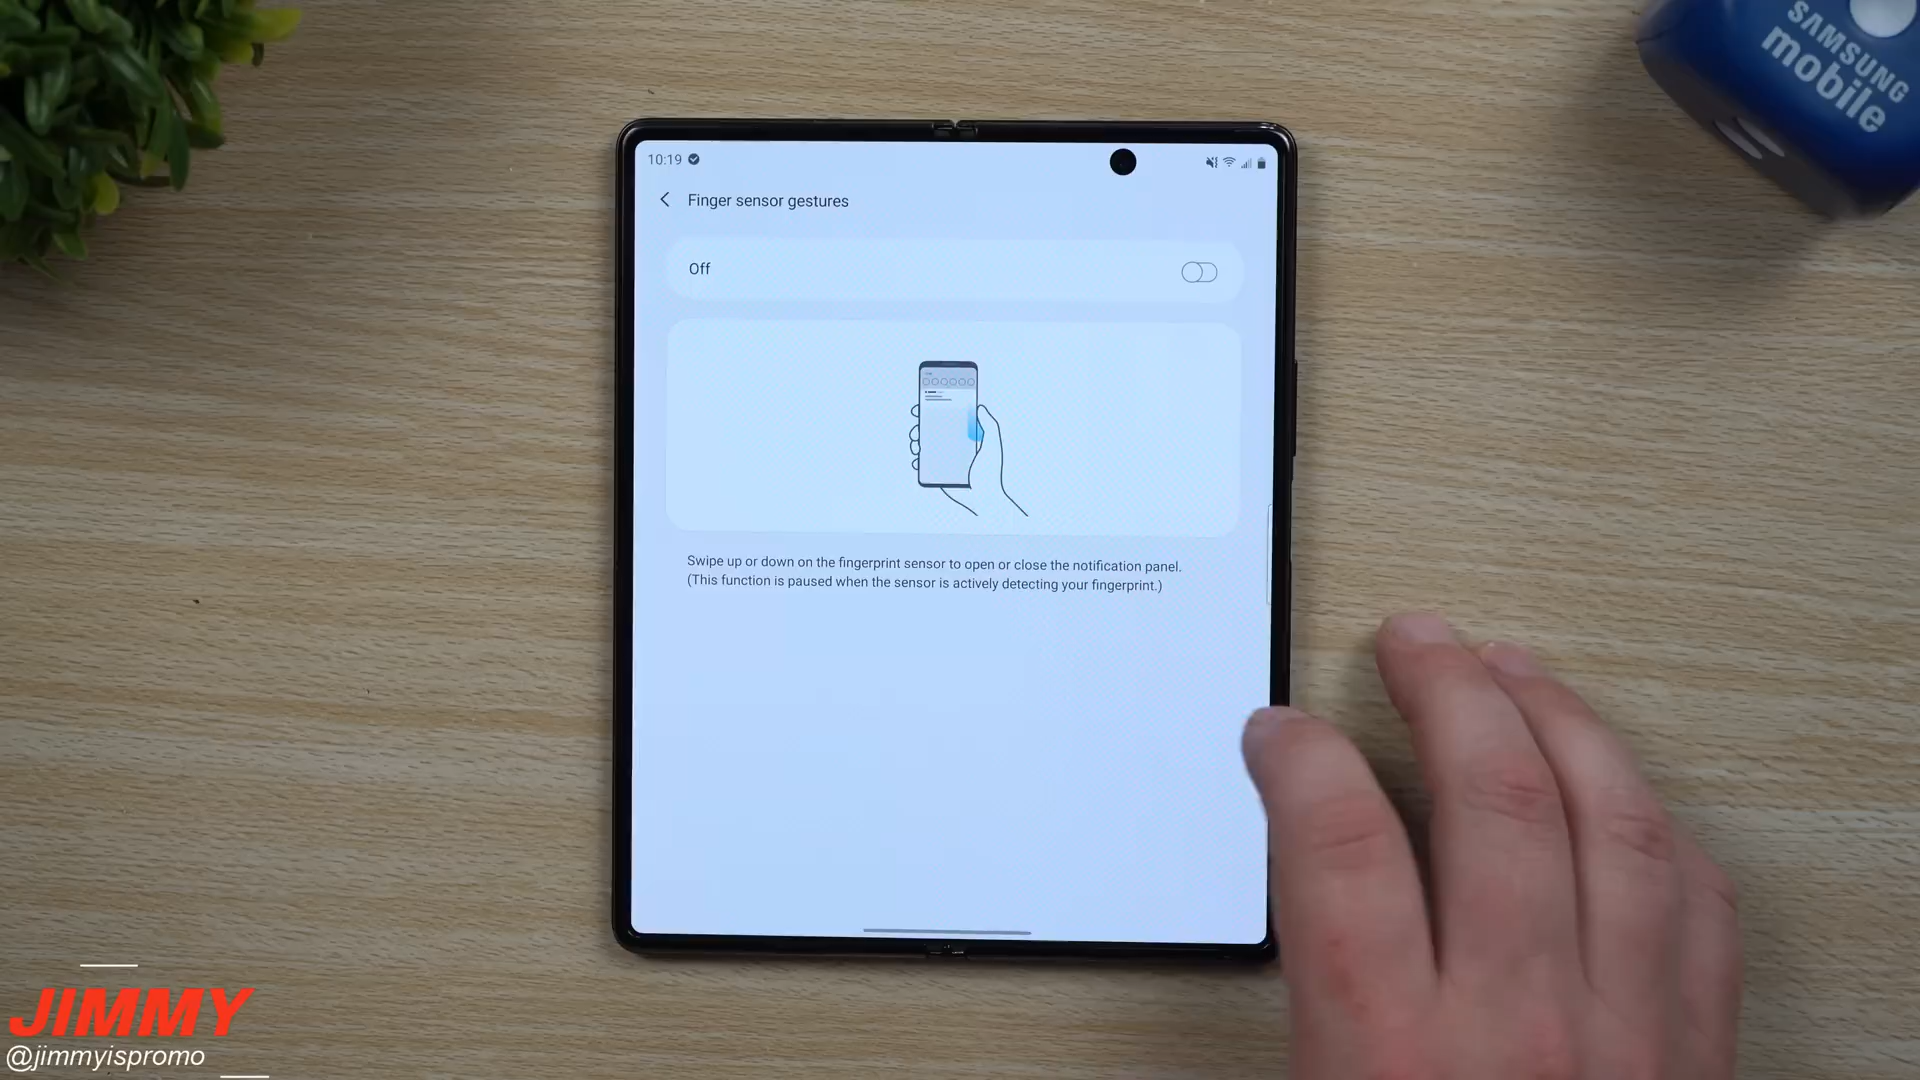 SAMSUNG
mobile
10:19
Finger sensor gestures
Off
Swipe up or down on the fingerprint sensor to open or close the notification panel.
(This function is paused when the sensor is actively detecting your fingerprint.)
JIMMY
@jimmyispromo